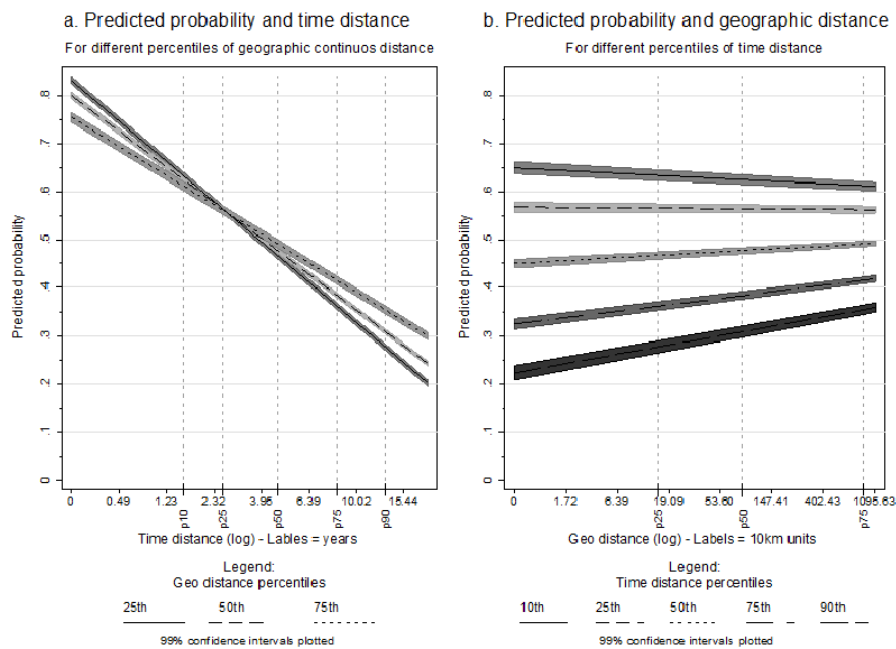 a. Predicted probability and time distance
For different percentiles of geographic continuos distance
Predicted probability
.8
.7
.6
.5
.4
.3
.2
.1
0
0 0.49 1.23 2.32 3.95 6.39 10.02 15.44
p10 p25 p50 p75 p90
Time distance (log) - Lables = years
Legend:
Geo distance percentiles
25th 50th 75th
99% confidence intervals plotted
b. Predicted probability and geographic distance
For different percentiles of time distance
Predicted probability
.8
.7
.6
.5
.4
.3
.2
.1
0
0 1.72 6.39 19.09 53.60 147.41 402.43 1095.63
p25 p50 p75
Geo distance (log) - Labels = 10km units
Legend:
Time distance percentiles
10th 25th 50th 75th 90th
99% confidence intervals plotted